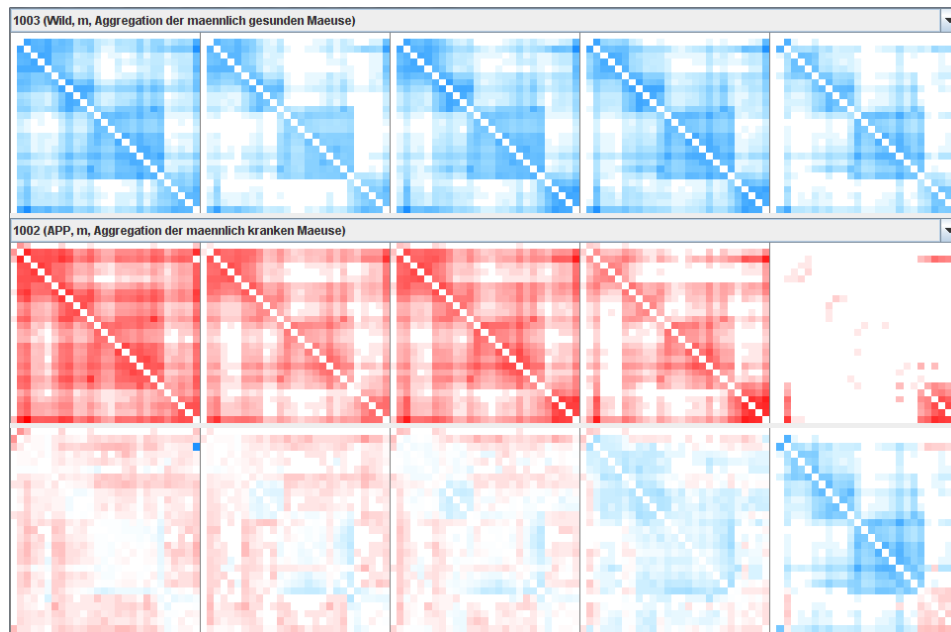 1003 (Wild, m, Aggregation der maennlich gesunden Maeuse)
1002 (APP, m, Aggregation der maennlich kranken Maeuse)